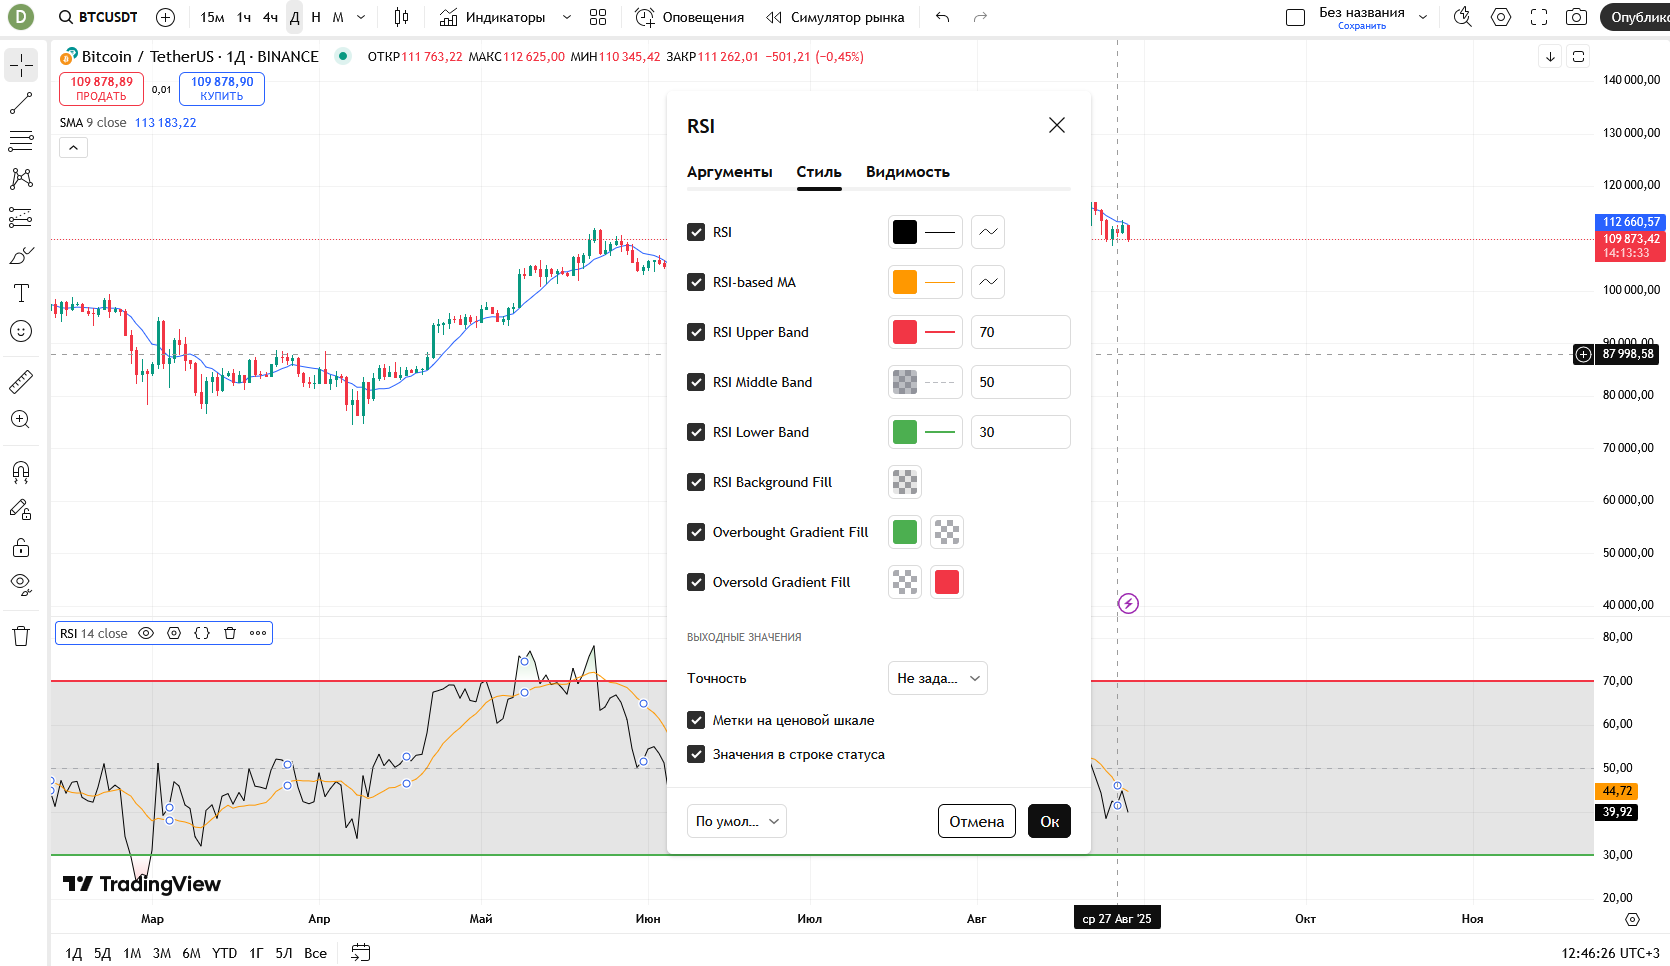 D
BTCUSDT
15м 1ч 4ч Д Н М
Индикаторы
Оповещения
Симулятор рынка
Без названия
Сохранить
Bitcoin / TetherUS · 1Д · BINANCE
ОТКР111 763,22 МАКС112 625,00 МИН110 345,42 ЗАКР111 262,01 −501,21 (−0,45%)
109 878,89
ПРОДАТЬ
0,01
109 878,90
КУПИТЬ
SMA 9 close 113 183,22
RSI
Аргументы Стиль Видимость
RSI
RSI-based MA
RSI Upper Band 70
RSI Middle Band 50
RSI Lower Band 30
RSI Background Fill
Overbought Gradient Fill
Oversold Gradient Fill
ВЫХОДНЫЕ ЗНАЧЕНИЯ
Точность Не зада...
Метки на ценовой шкале
Значения в строке статуса
По умол...
Отмена
Ок
140 000,00
130 000,00
120 000,00
112 660,57
109 873,42
14:13:33
100 000,00
87 998,58
80 000,00
70 000,00
60 000,00
50 000,00
40 000,00
RSI 14 close
80,00
70,00
60,00
50,00
44,72
39,92
30,00
20,00
TradingView
Мар Апр Май Июн Июл Авг ср 27 Авг '25 Окт Ноя
1Д 5Д 1М 3М 6М YTD 1Г 5Л Все
12:46:26 UTC+3